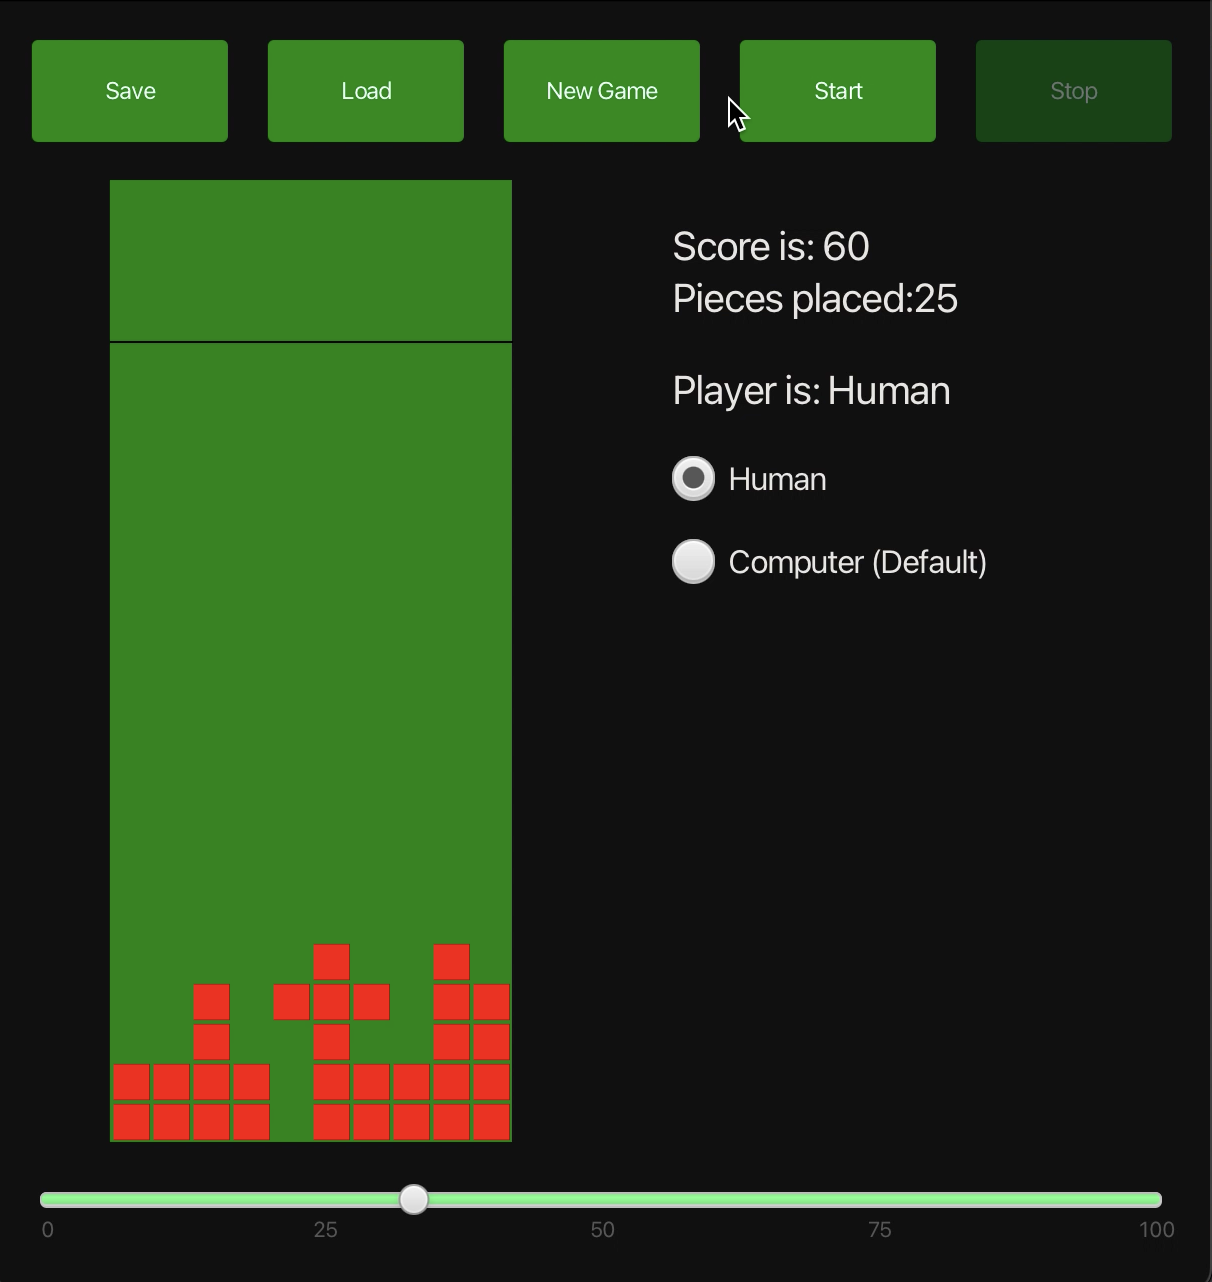 Save
Load
New Game
Start
Stop
Score is: 60
Pieces placed:25
Player is: Human
Human
Computer (Default)
0 25 50 75 100